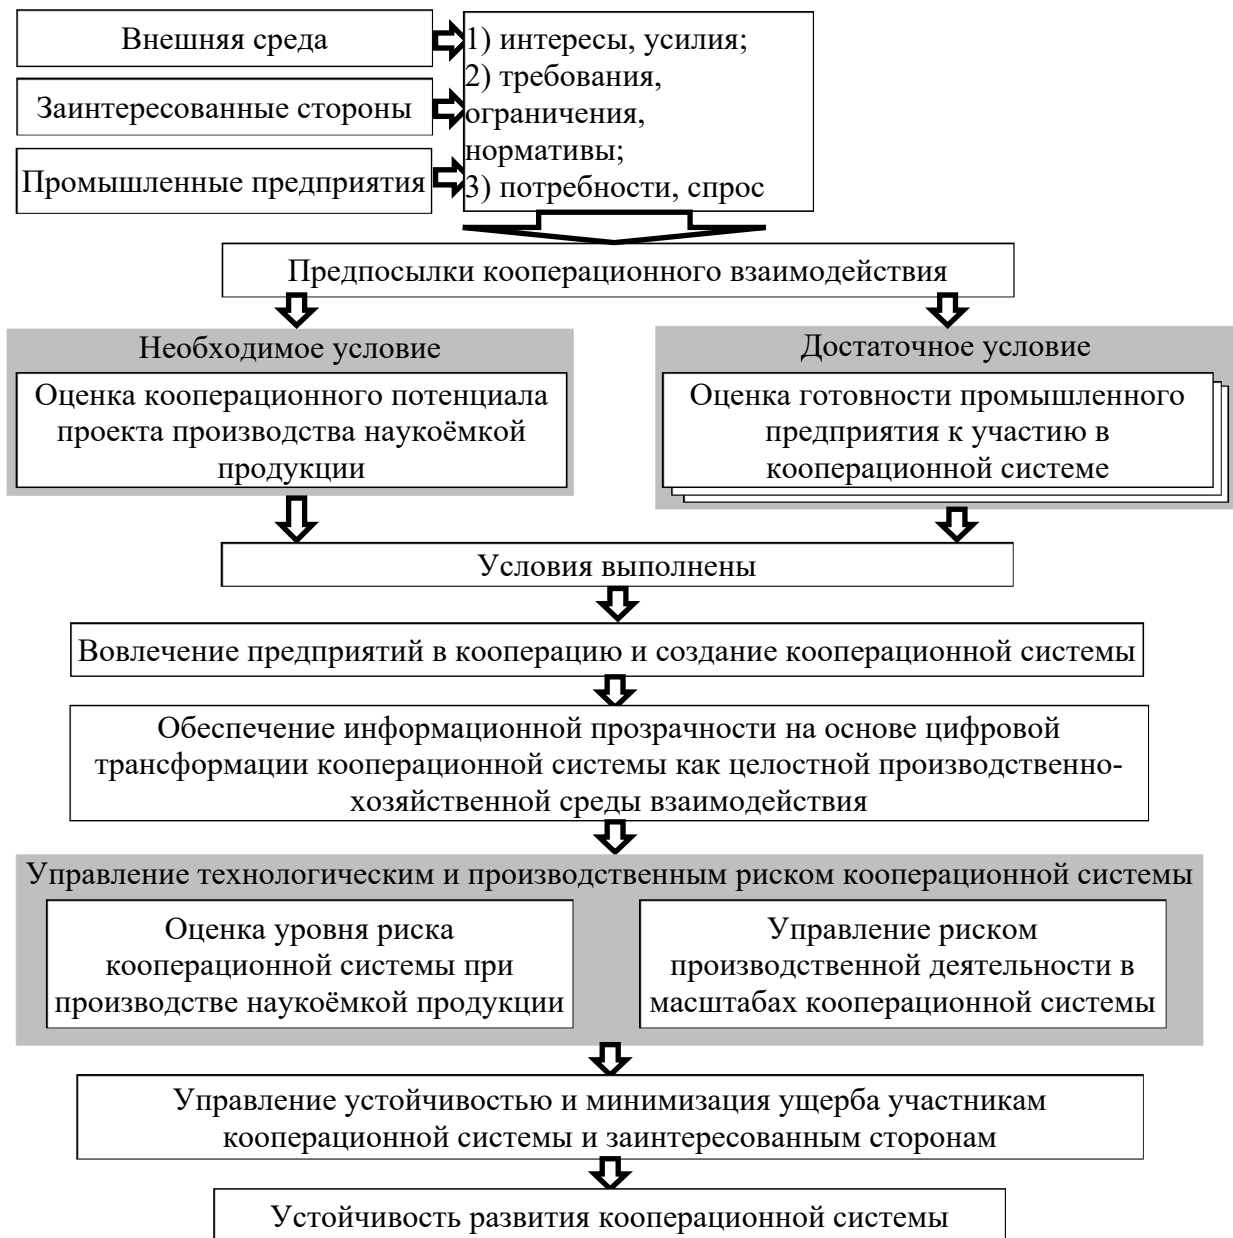 Внешняя среда
Заинтересованные стороны
Промышленные предприятия
1) интересы, усилия;
2) требования,
ограничения,
нормативы;
3) потребности, спрос
Предпосылки кооперационного взаимодействия
Необходимое условие
Оценка кооперационного потенциала
проекта производства наукоёмкой
продукции
Достаточное условие
Оценка готовности промышленного
предприятия к участию в
кооперационной системе
Условия выполнены
Вовлечение предприятий в кооперацию и создание кооперационной системы
Обеспечение информационной прозрачности на основе цифровой
трансформации кооперационной системы как целостной производственно-
хозяйственной среды взаимодействия
Управление технологическим и производственным риском кооперационной системы
Оценка уровня риска
кооперационной системы при
производстве наукоёмкой продукции
Управление риском
производственной деятельности в
масштабах кооперационной системы
Управление устойчивостью и минимизация ущерба участникам
кооперационной системы и заинтересованным сторонам
Устойчивость развития кооперационной системы